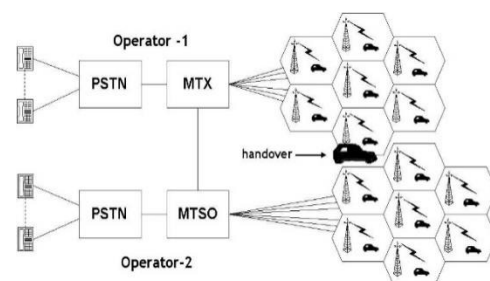 Operator -1
PSTN
MTX
handover
PSTN
MTSO
Operator-2